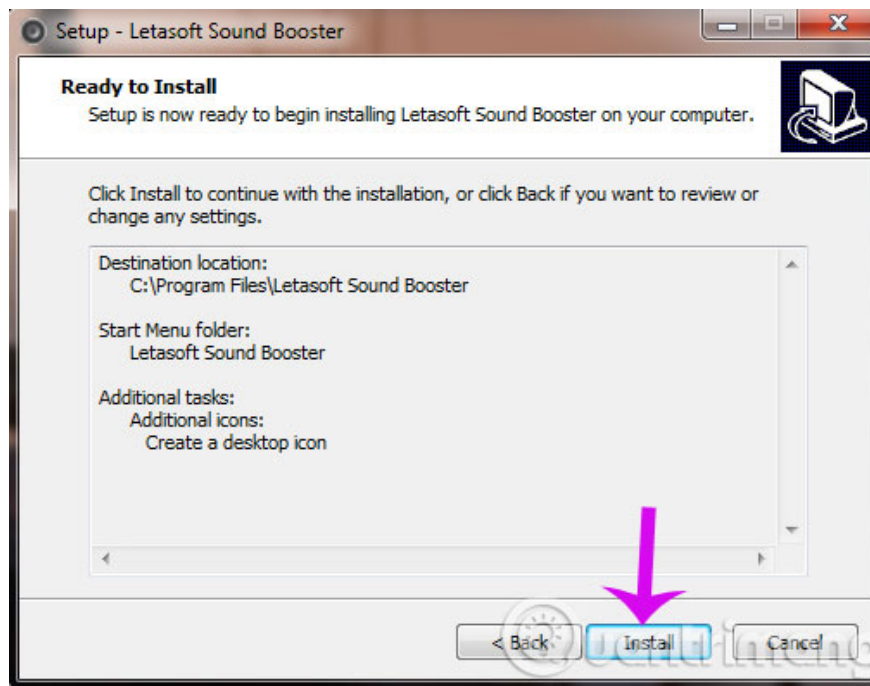 Setup - Letasoft Sound Booster
Ready to Install
Setup is now ready to begin installing Letasoft Sound Booster on your computer.
Click Install to continue with the installation, or click Back if you want to review or
change any settings.
Destination location:
C:\Program Files\Letasoft Sound Booster
Start Menu folder:
Letasoft Sound Booster
Additional tasks:
Additional icons:
Create a desktop icon
< Back Install Cancel